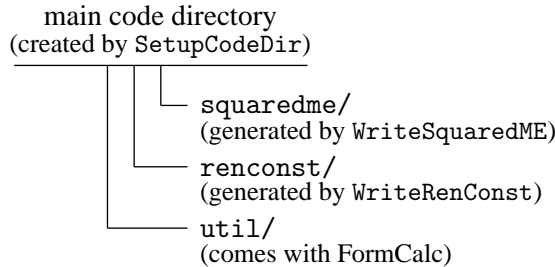 main code directory
(created by SetupCodeDir)
squaredme/
(generated by WriteSquaredME)
renconst/
(generated by WriteRenConst)
util/
(comes with FormCalc)